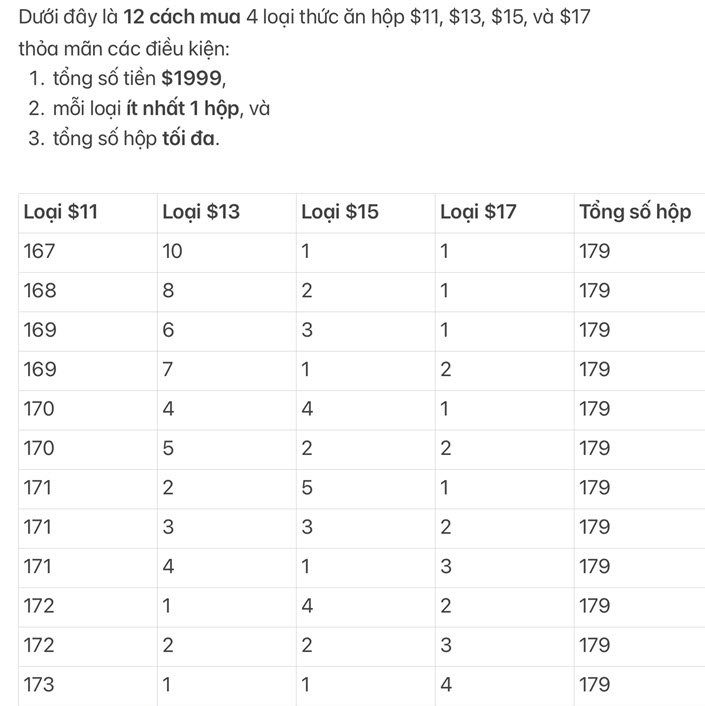 Dưới đây là 12 cách mua 4 loại thức ăn hộp $11, $13, $15, và $17
thỏa mãn các điều kiện:
1. tổng số tiền $1999,
2. mỗi loại ít nhất 1 hộp, và
3. tổng số hộp tối đa.
Loại $11 Loại $13 Loại $15 Loại $17 Tổng số hộp
167 10 1 1 179
168 8 2 1 179
169 6 3 1 179
169 7 1 2 179
170 4 4 1 179
170 5 2 2 179
171 2 5 1 179
171 3 3 2 179
171 4 1 3 179
172 1 4 2 179
172 2 2 3 179
173 1 1 4 179